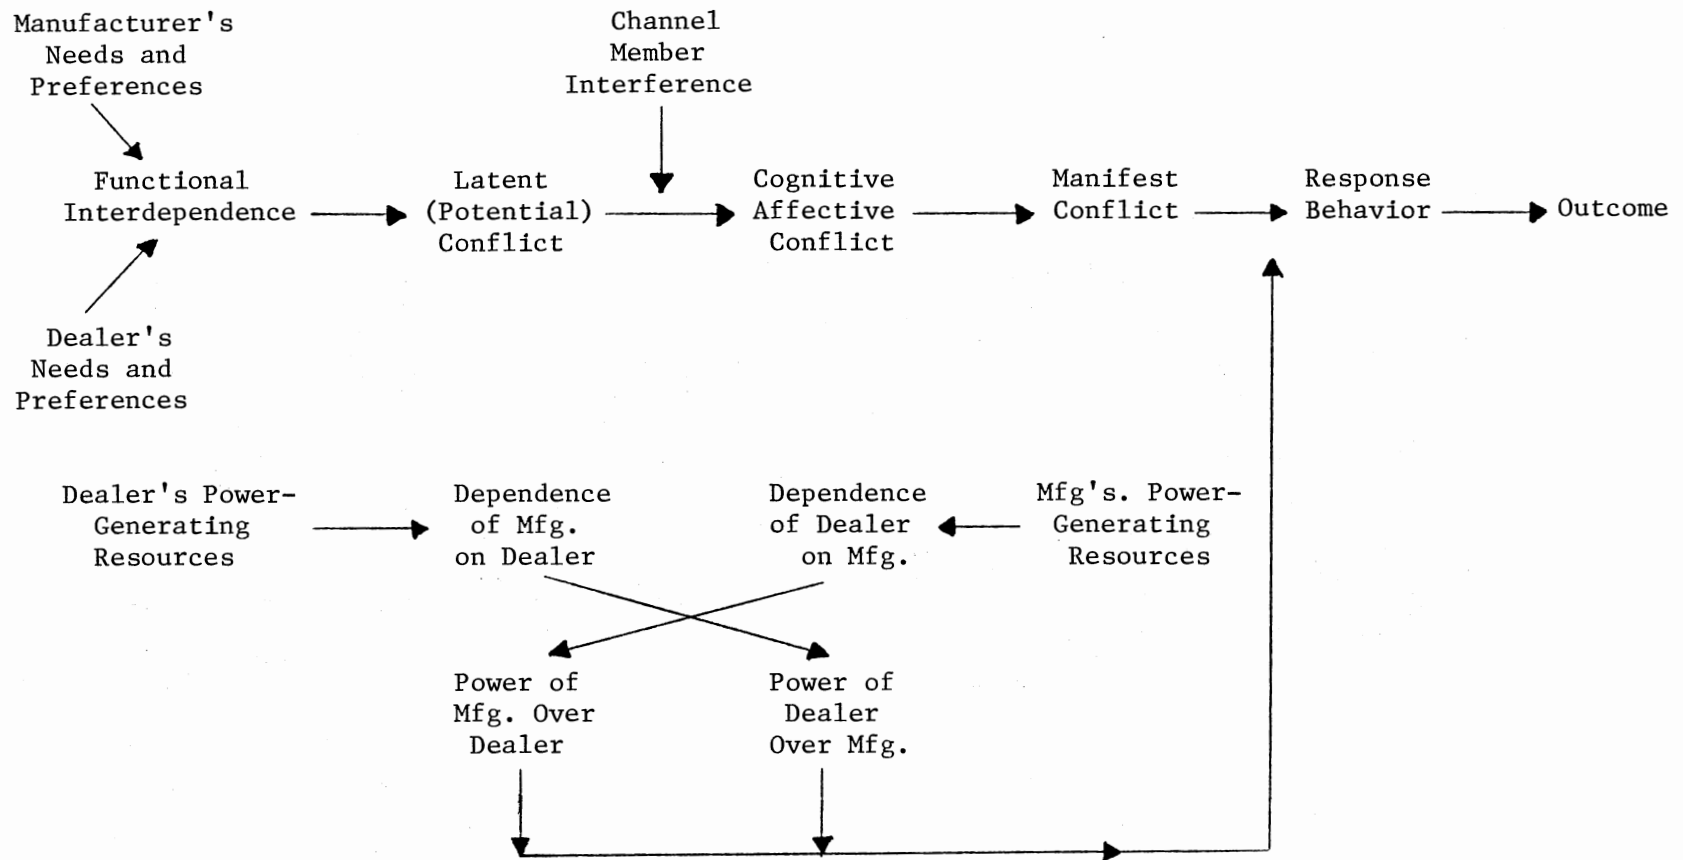 Manufacturer's
Needs and
Preferences
Channel
Member
Interference
Functional
Interdependence
Latent
(Potential)
Conflict
Cognitive
Affective
Conflict
Manifest
Conflict
Response
Behavior
Outcome
Dealer's
Needs and
Preferences
Dealer's Power-
Generating
Resources
Dependence
of Mfg.
on Dealer
Dependence
of Dealer
on Mfg.
Mfg's. Power-
Generating
Resources
Power of
Mfg. Over
Dealer
Power of
Dealer
Over Mfg.